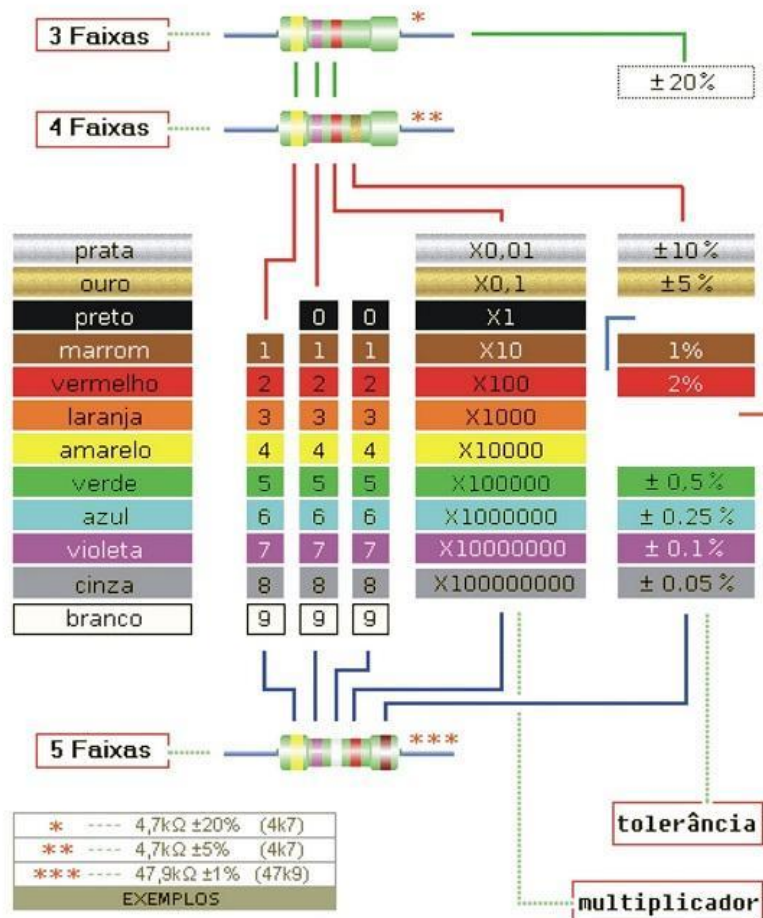 3 Faixas *
±20%
4 Faixas **
prata X0,01 ±10%
ouro X0,1 ±5%
preto 0 0 X1
marrom 1 1 1 X10 1%
vermelho 2 2 2 X100 2%
laranja 3 3 3 X1000
amarelo 4 4 4 X10000
verde 5 5 5 X100000 ± 0,5%
azul 6 6 6 X1000000 ± 0.25%
violeta 7 7 7 X10000000 ± 0.1%
cinza 8 8 8 X100000000 ± 0.05%
branco 9 9 9
5 Faixas ***
* ---- 4,7kΩ ±20% (4k7)
** ---- 4,7kΩ ±5% (4k7)
*** ---- 47,9kΩ ±1% (47k9)
EXEMPLOS
tolerância
multiplicador